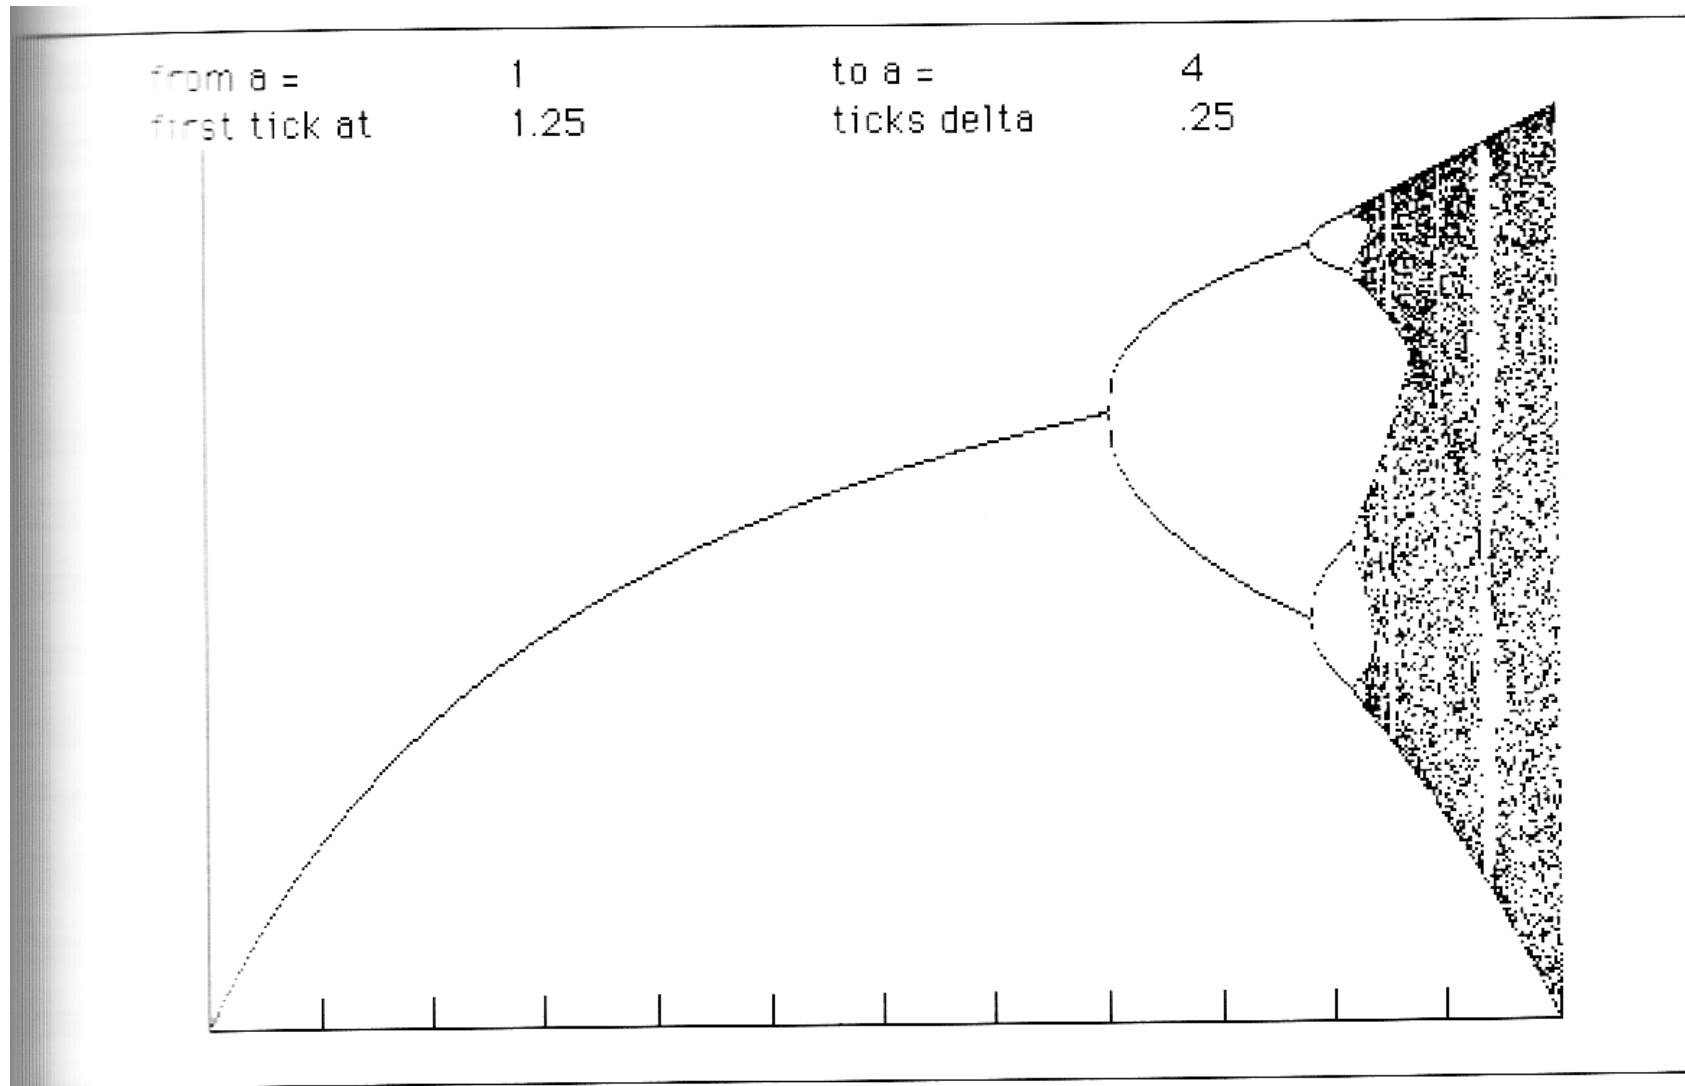 from a = 1 to a = 4
first tick at 1.25 ticks delta .25